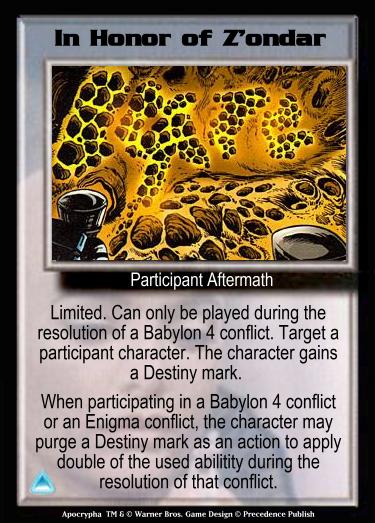 In Honor of Z'ondar
FATE
Participant Aftermath
Limited. Can only be played during the
resolution of a Babylon 4 conflict. Target a
participant character. The character gains
a Destiny mark.
When participating in a Babylon 4 conflict
or an Enigma conflict, the character may
purge a Destiny mark as an action to apply
double of the used abilitity during the
resolution of that conflict.
Apocrypha TM & © Warner Bros. Game Design © Precedence Publish